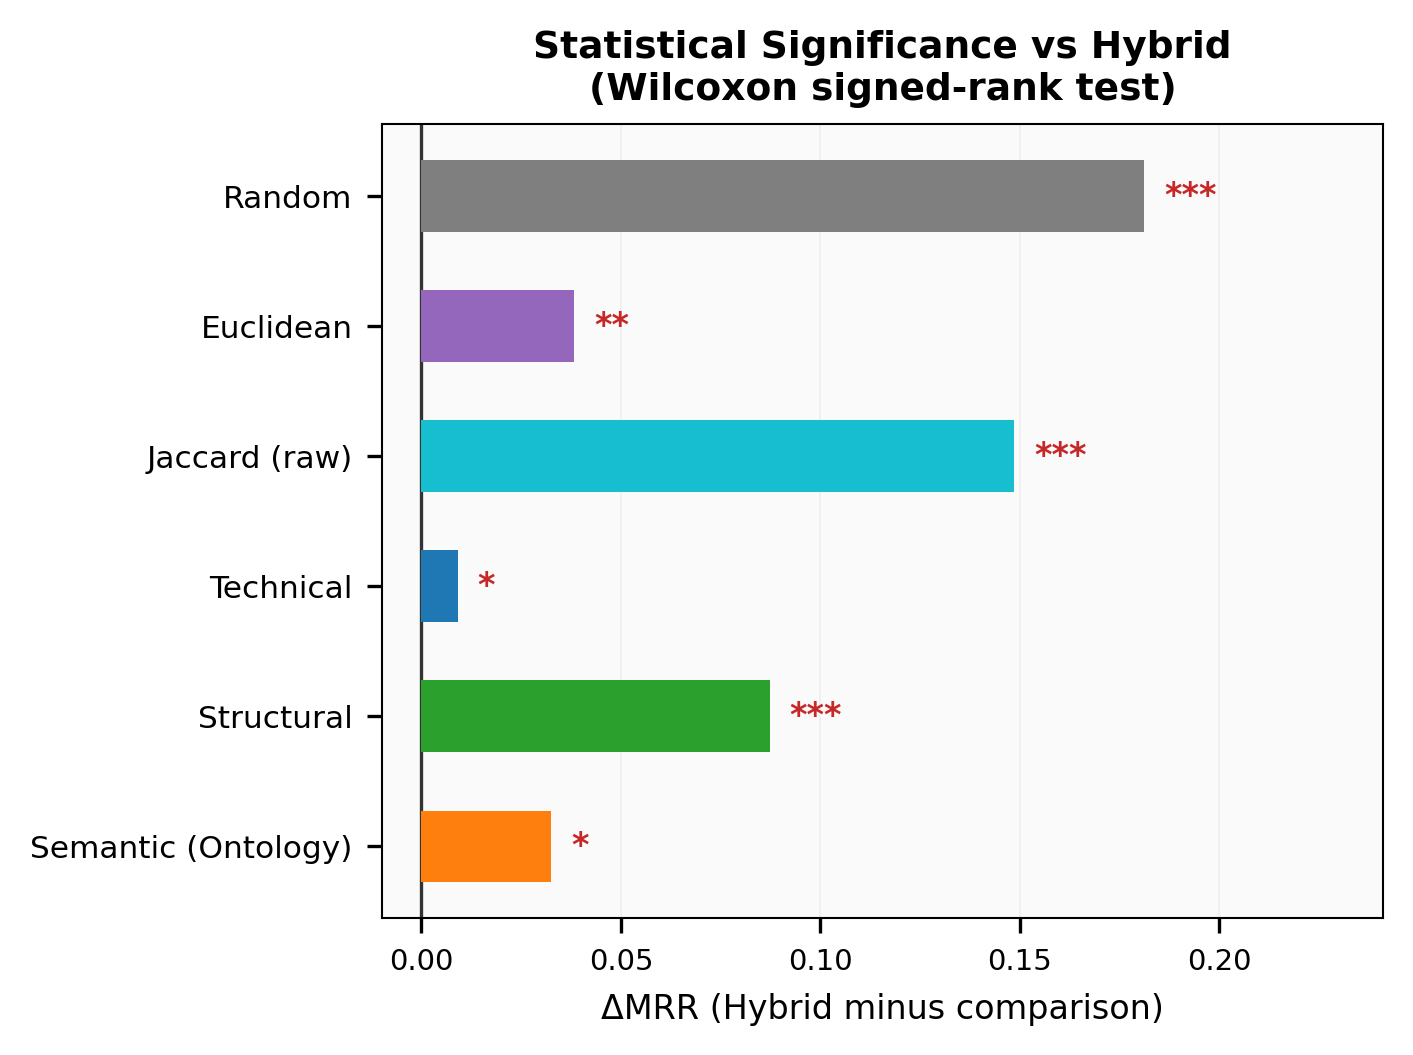 Statistical Significance vs Hybrid
(Wilcoxon signed-rank test)
Random
***
Euclidean
**
Jaccard (raw)
***
Technical
*
Structural
***
Semantic (Ontology)
*
0.00 0.05 0.10 0.15 0.20
ΔMRR (Hybrid minus comparison)